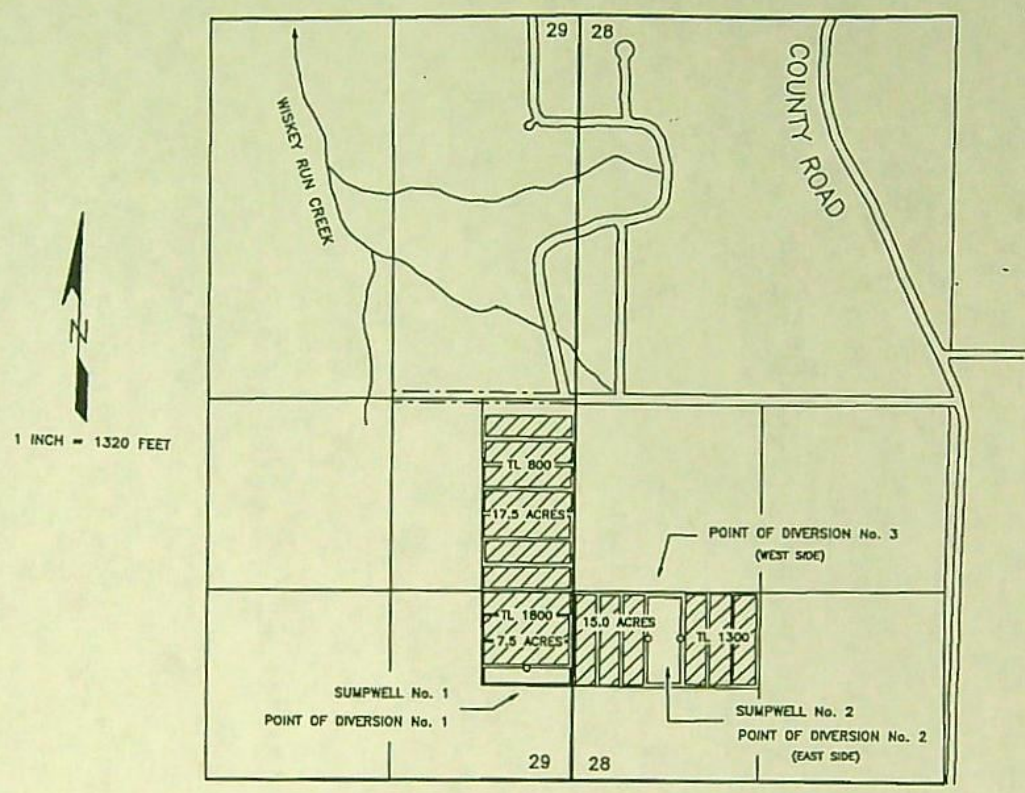 29 28
WISKEY RUN CREEK
COUNTY ROAD
N
1 INCH = 1320 FEET
TL 800
17.5 ACRES
POINT OF DIVERSION No. 3
(WEST SIDE)
TL 1600
7.5 ACRES
15.0 ACRES
TL 1300
SUMPWELL No. 1
POINT OF DIVERSION No. 1
SUMPWELL No. 2
POINT OF DIVERSION No. 2
(EAST SIDE)
29 28